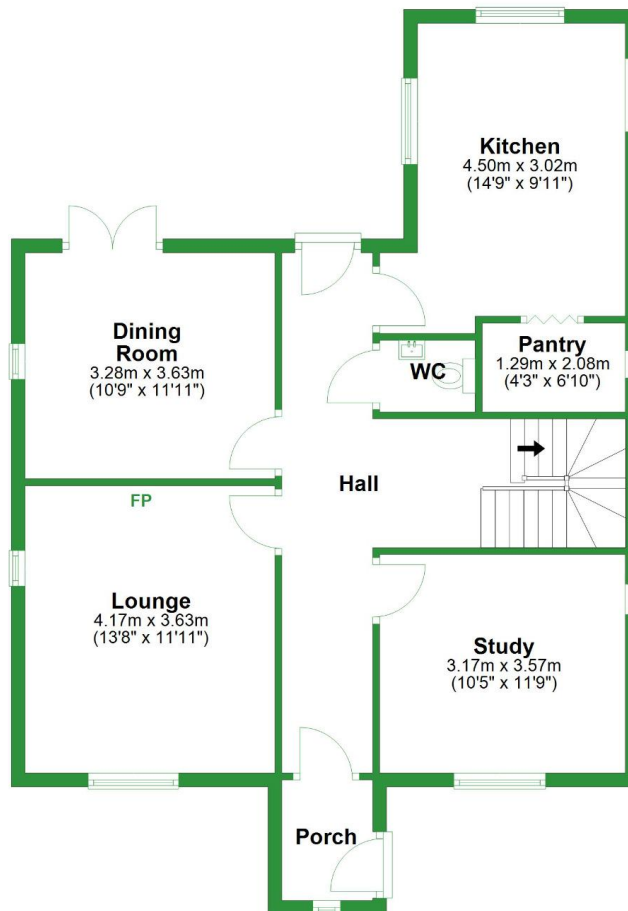 Kitchen
4.50m x 3.02m
(14'9" x 9'11")
Dining
Room
3.28m x 3.63m
(10'9" x 11'11")
WC
Pantry
1.29m x 2.08m
(4'3" x 6'10")
Hall
FP
Lounge
4.17m x 3.63m
(13'8" x 11'11")
Study
3.17m x 3.57m
(10'5" x 11'9")
Porch